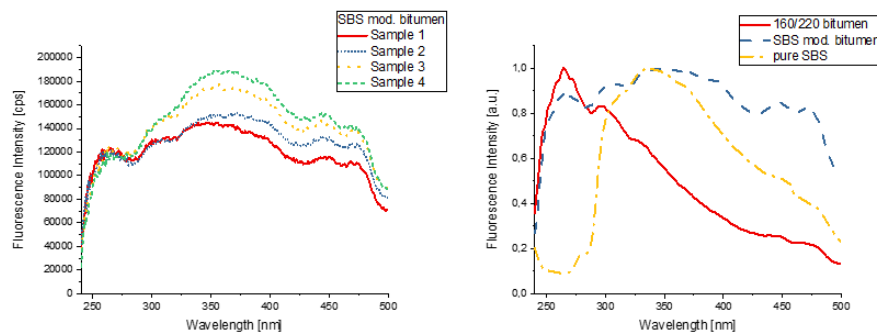 SBS mod. bitumen
Sample 1
Sample 2
Sample 3
Sample 4
200000
180000
160000
140000
120000
100000
80000
60000
40000
20000
0
250 300 350 400 450 500
Wavelength [nm]
Fluorescence Intensity [cps]
160/220 bitumen
SBS mod. bitumen
pure SBS
1,0
0,8
0,6
0,4
0,2
0,0
250 300 350 400 450 500
Wavelength [nm]
Fluorescence Intensity [a.u.]